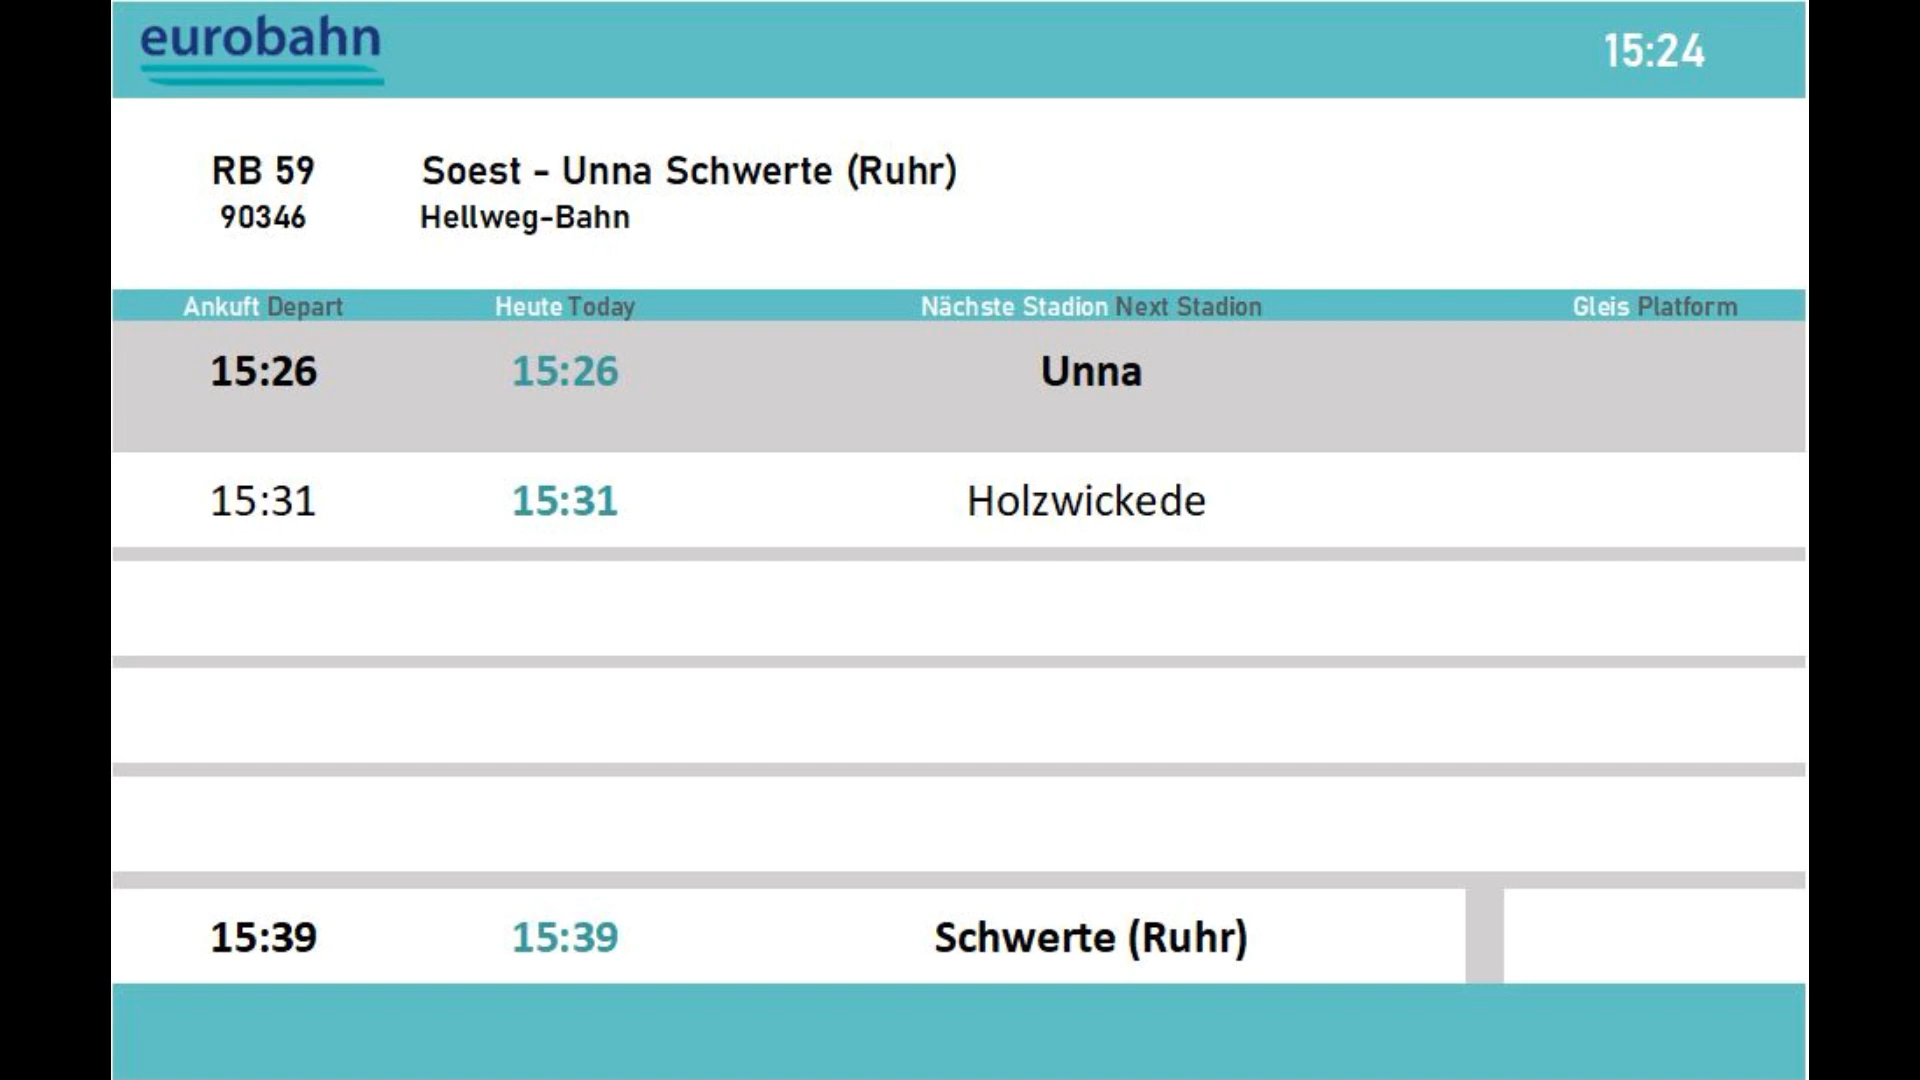 eurobahn
15:24
RB 59 Soest - Unna Schwerte (Ruhr)
90346 Hellweg-Bahn
Ankuft Depart Heute Today Nächste Stadion Next Stadion Gleis Platform
15:26 15:26 Unna
15:31 15:31 Holzwickede
15:39 15:39 Schwerte (Ruhr)